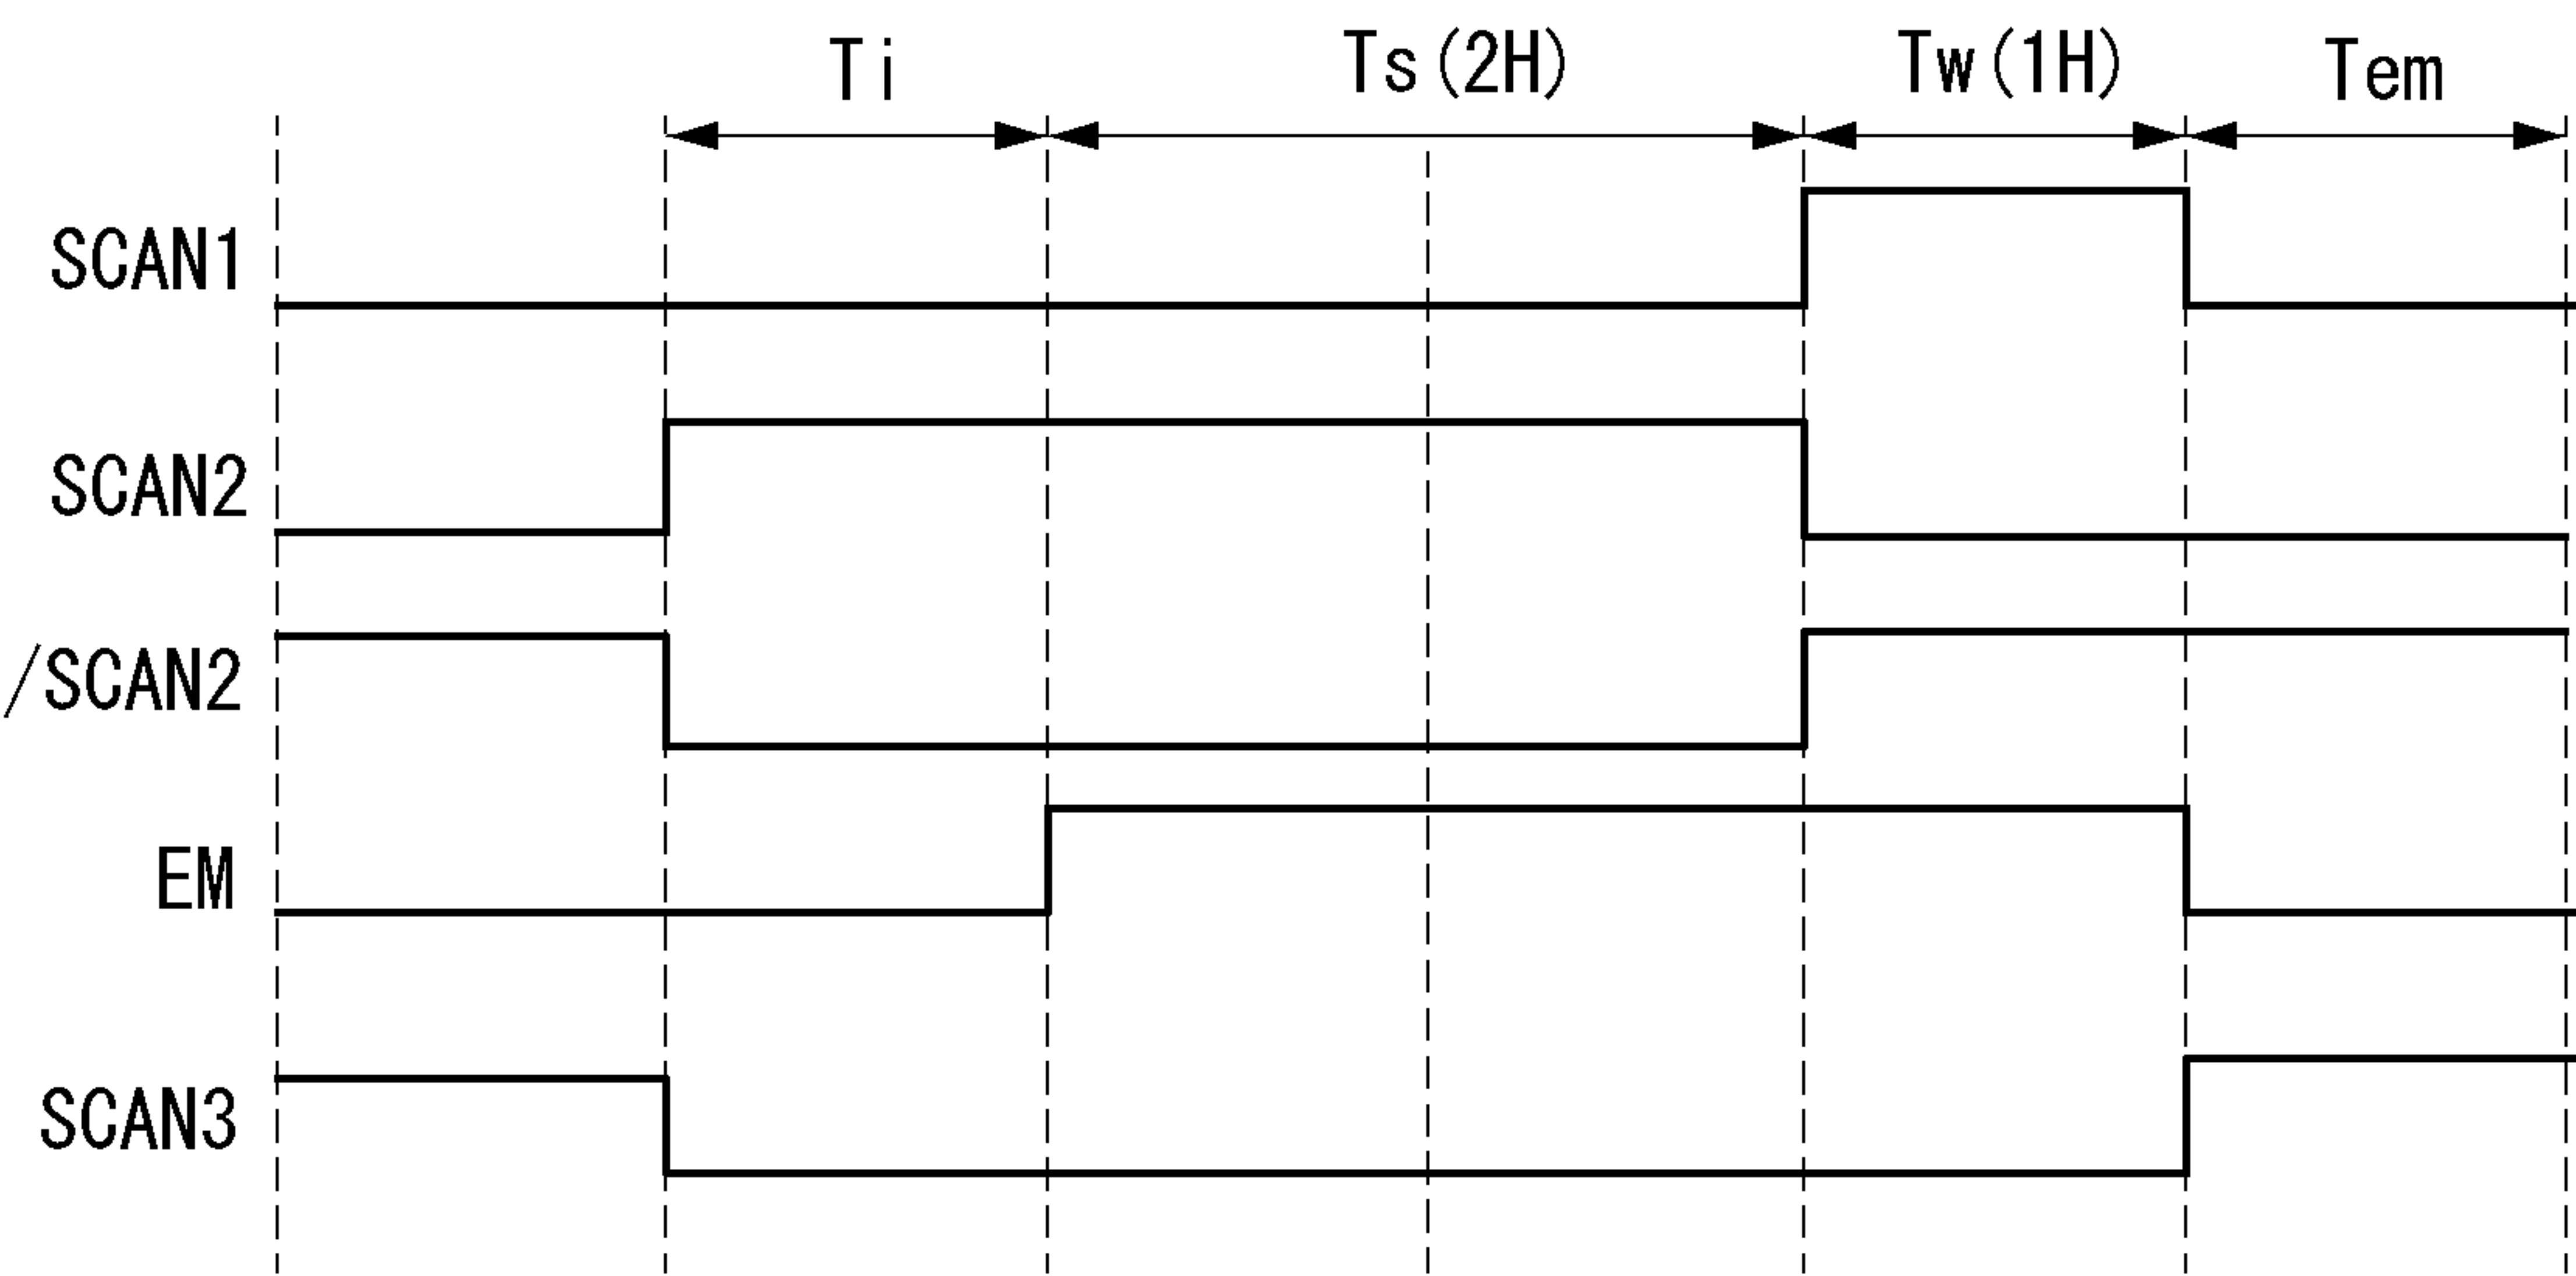 Ti Ts(2H) Tw(1H) Tem
SCAN1
SCAN2
/SCAN2
EM
SCAN3